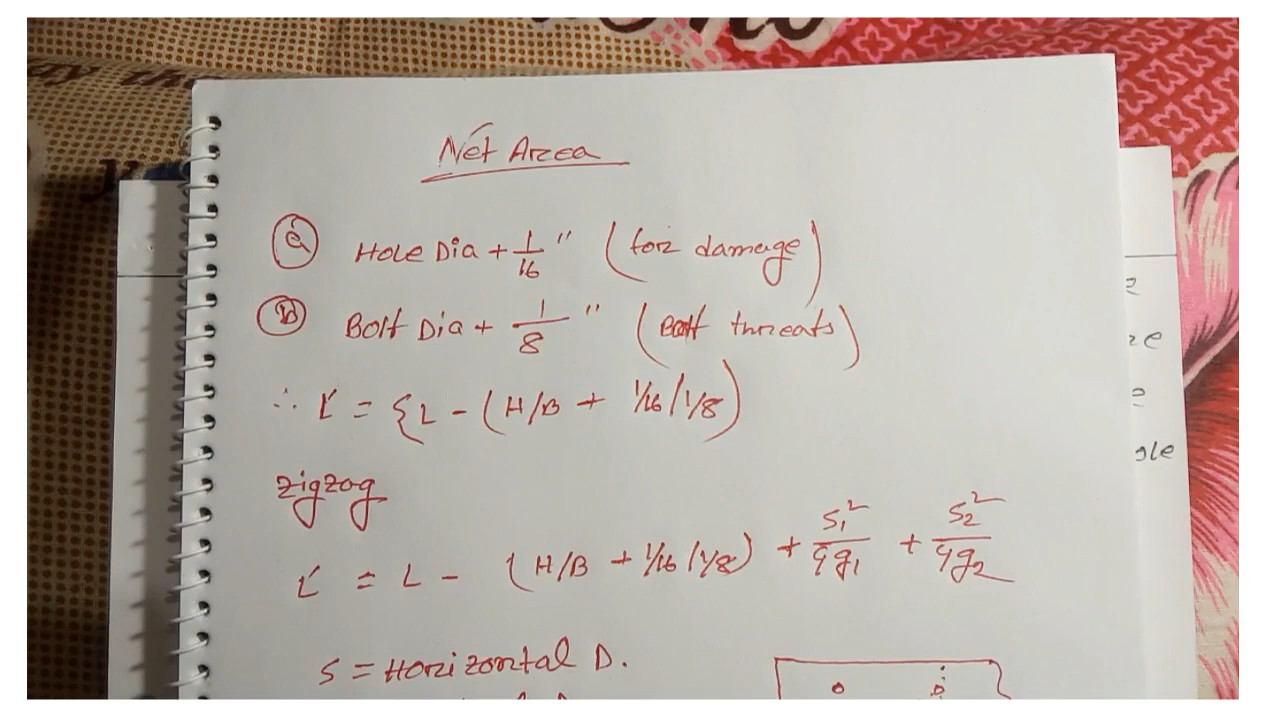 Net Area
ⓐ Hole Dia + 1/16" (for damage)
ⓑ Bolt Dia + 1/8" (Bolt threats)
∴ L' = {L - (H/B + 1/16/1/8)
zigzag
L' = L - (H/B + 1/16/1/8) + S₁²/4g₁ + S₂²/4g₂
S = Horizontal D.